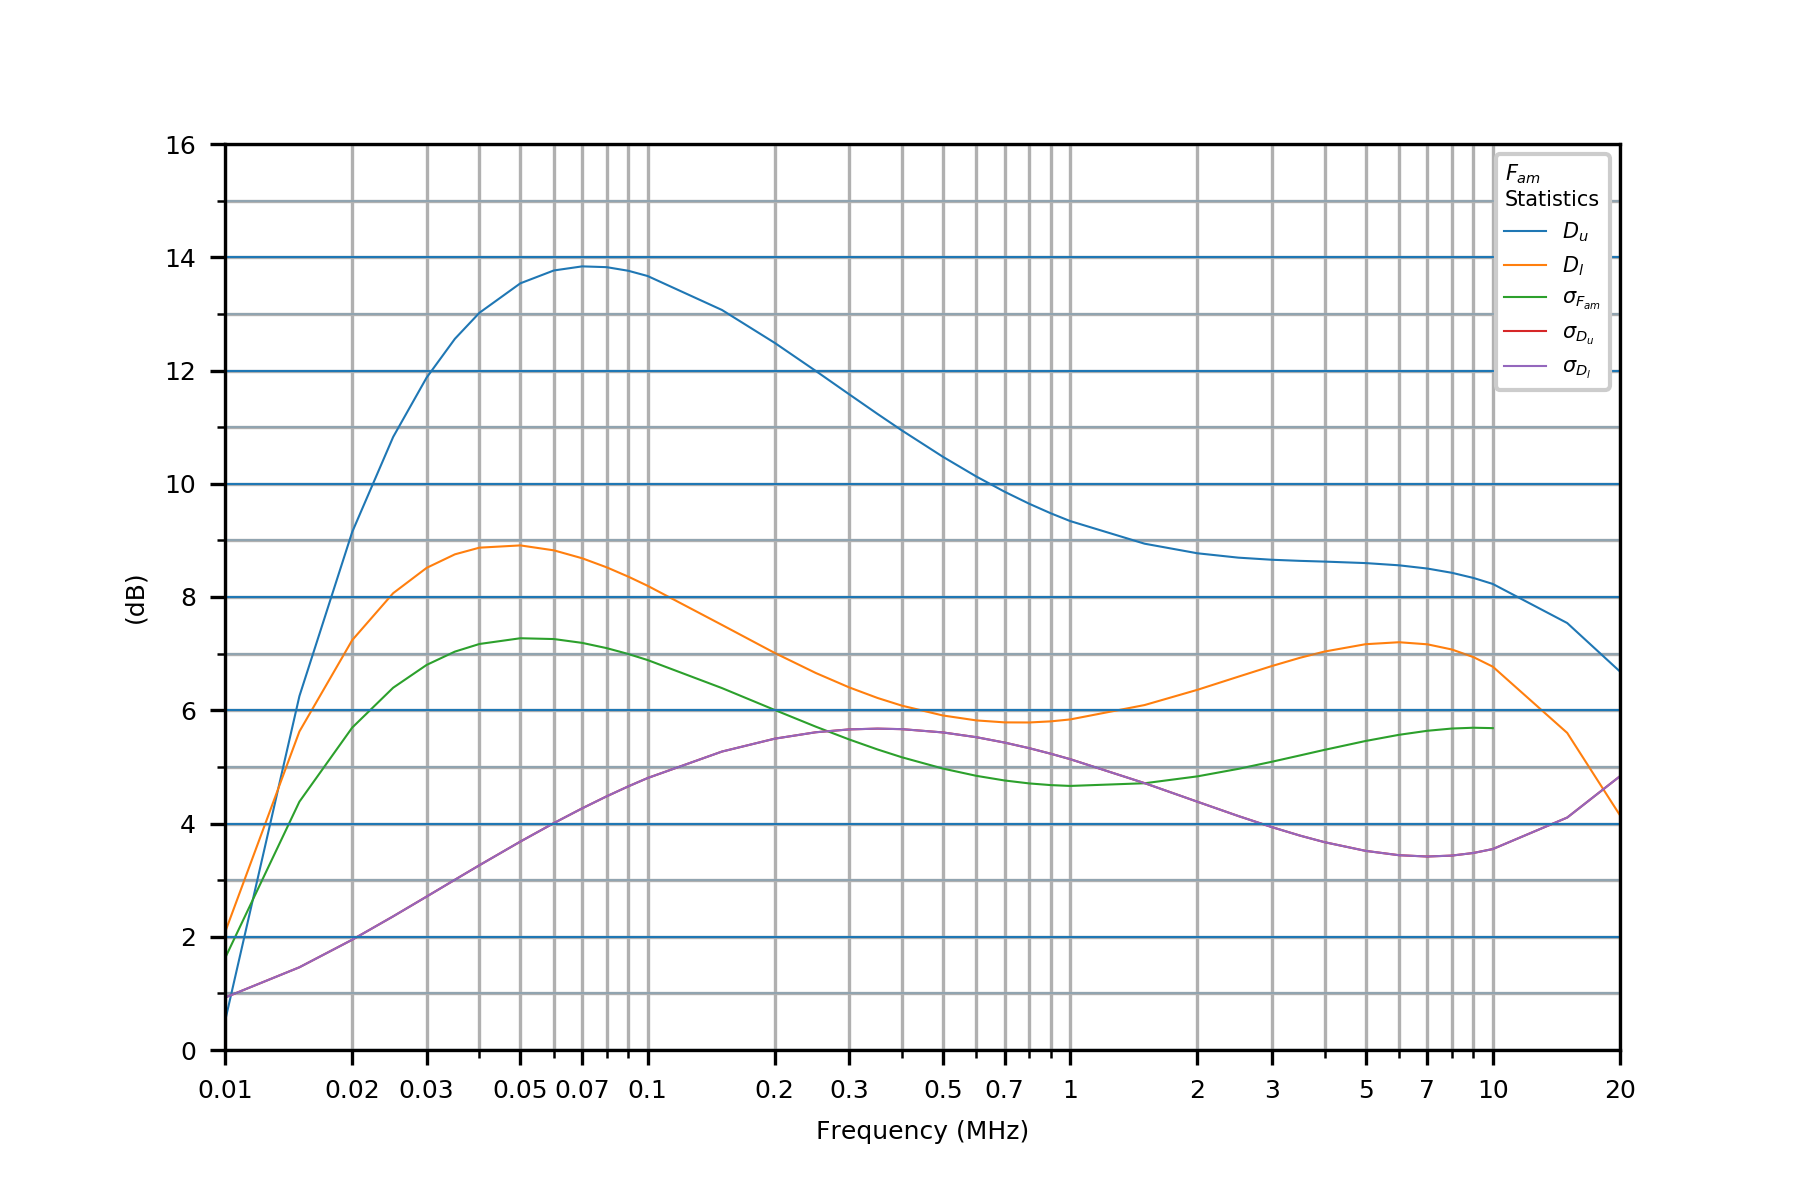 16
14
12
10
8
6
4
2
0
(dB)
F_am
Statistics
D_u
D_l
σ_F_am
σ_D_u
σ_D_l
0.01 0.02 0.03 0.05 0.07 0.1 0.2 0.3 0.5 0.7 1 2 3 5 7 10 20
Frequency (MHz)